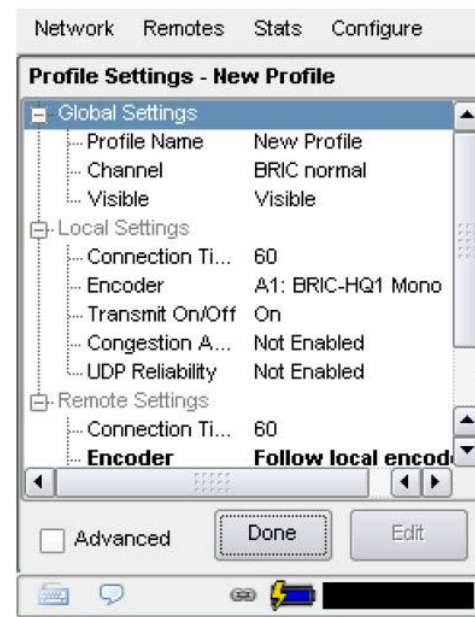 Network Remotes Stats Configure
Profile Settings - New Profile
Global Settings
Profile Name New Profile
Channel BRIC normal
Visible Visible
Local Settings
Connection Ti... 60
Encoder A1: BRIC-HQ1 Mono
Transmit On/Off On
Congestion A... Not Enabled
UDP Reliability Not Enabled
Remote Settings
Connection Ti... 60
Encoder Follow local encod
Advanced Done Edit